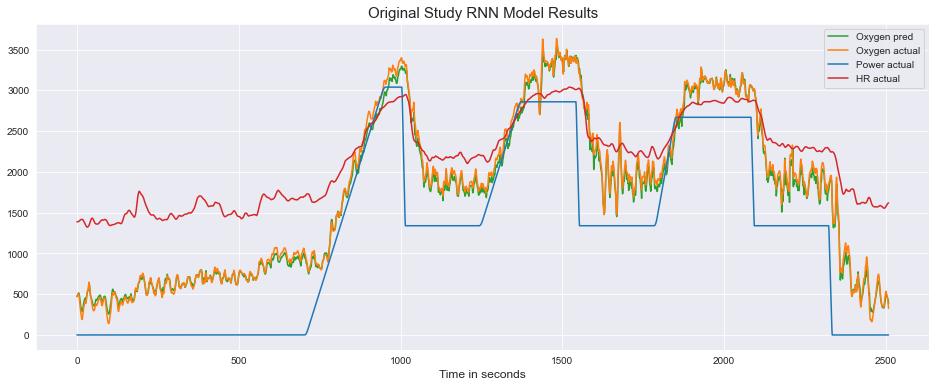 Original Study RNN Model Results
Oxygen pred
Oxygen actual
Power actual
HR actual
3500
3000
2500
2000
1500
1000
500
0
0 500 1000 1500 2000 2500
Time in seconds